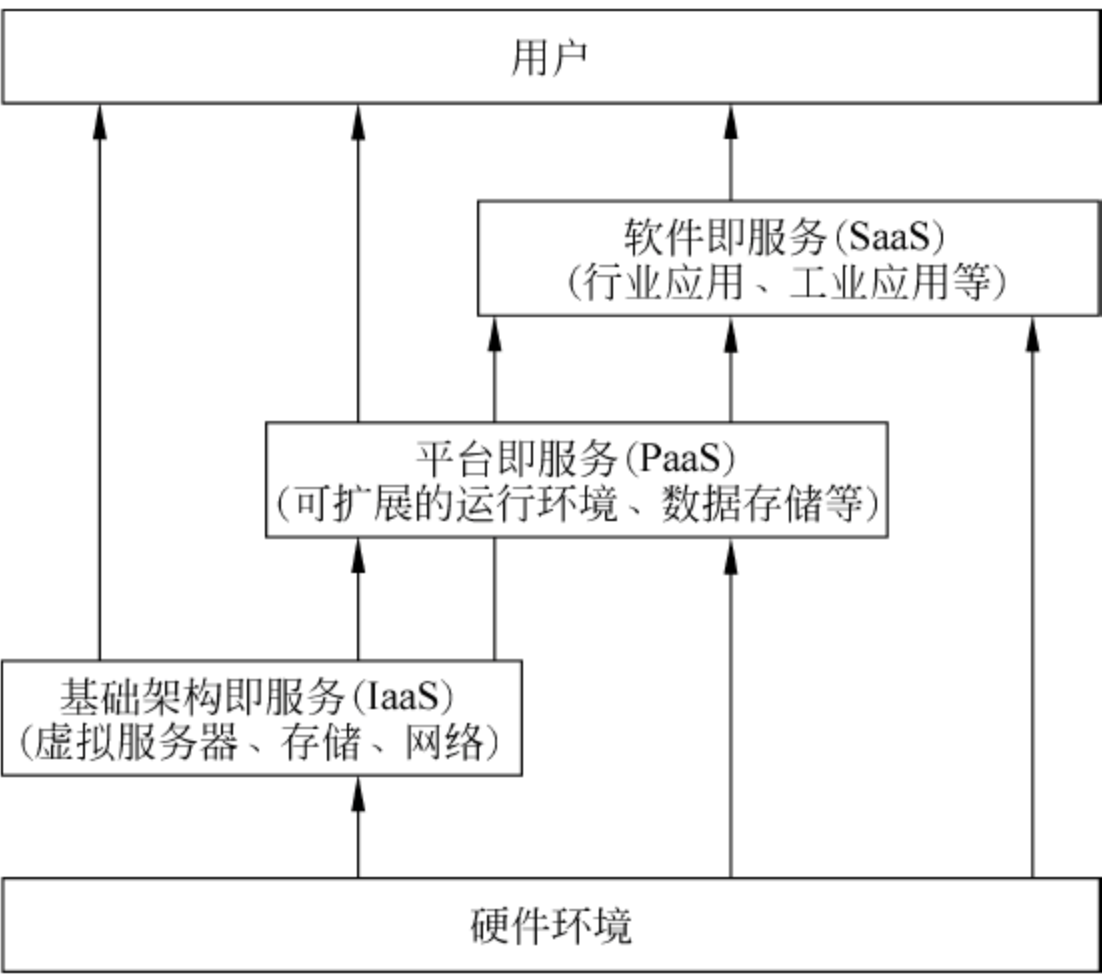 用户
软件即服务(SaaS)
(行业应用、工业应用等)
平台即服务(PaaS)
(可扩展的运行环境、数据存储等)
基础架构即服务(IaaS)
(虚拟服务器、存储、网络)
硬件环境